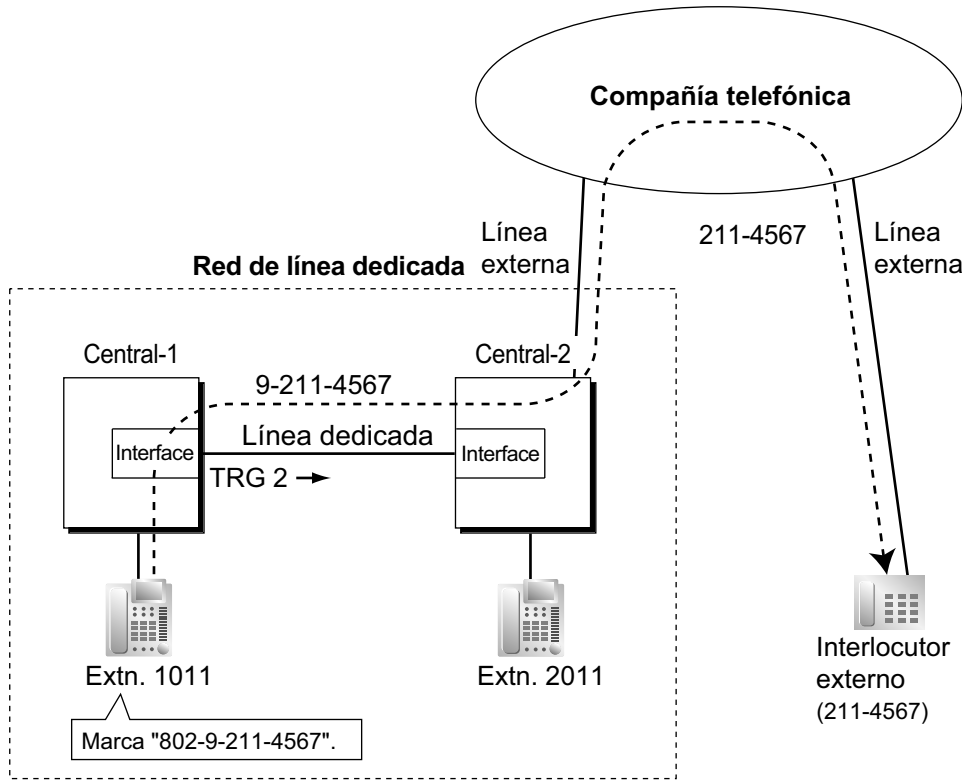 Compañía telefónica
Línea
externa
211-4567
Línea
externa
Red de línea dedicada
Central-1
Central-2
9-211-4567
Interface
Línea dedicada
Interface
TRG 2
Extn. 1011
Extn. 2011
Interlocutor
externo
(211-4567)
Marca "802-9-211-4567".